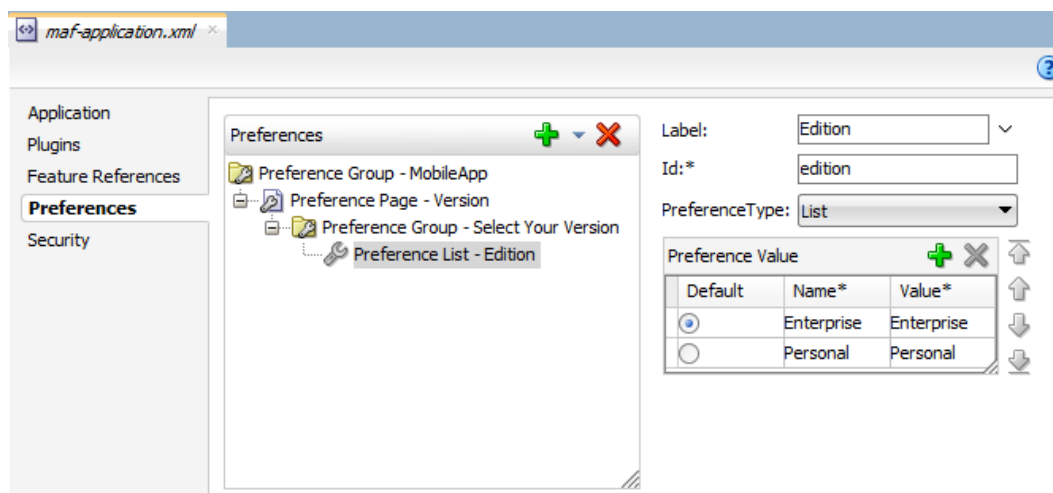 maf-application.xml
Application
Plugins
Feature References
Preferences
Security
Preferences
Preference Group - MobileApp
Preference Page - Version
Preference Group - Select Your Version
Preference List - Edition
Label: Edition
Id:* edition
PreferenceType: List
Preference Value
Default Name* Value*
Enterprise Enterprise
Personal Personal